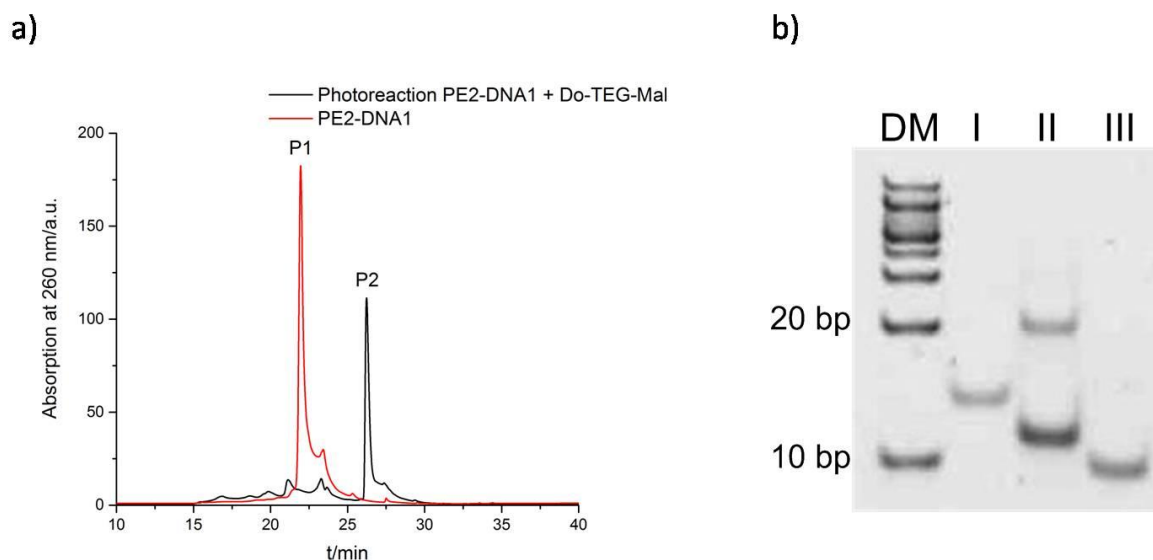 a)
b)
Photoreaction PE2-DNA1 + Do-TEG-Mal
PE2-DNA1
200
150
100
50
0
Absorption at 260 nm/a.u.
P1
P2
10 15 20 25 30 35 40
t/min
DM I II III
20 bp
10 bp